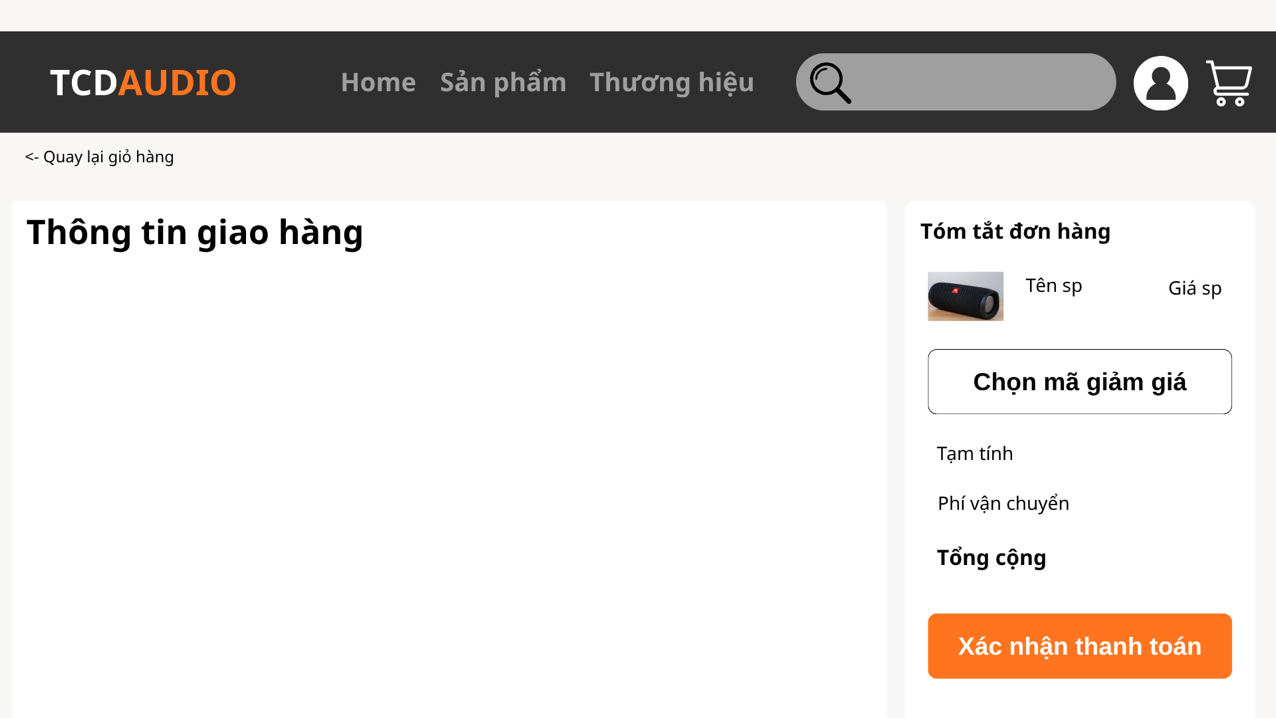 TCDAUDIO
Home Sản phẩm Thương hiệu
<- Quay lại giỏ hàng
Thông tin giao hàng
Tóm tắt đơn hàng
Tên sp
Giá sp
Chọn mã giảm giá
Tạm tính
Phí vận chuyển
Tổng cộng
Xác nhận thanh toán